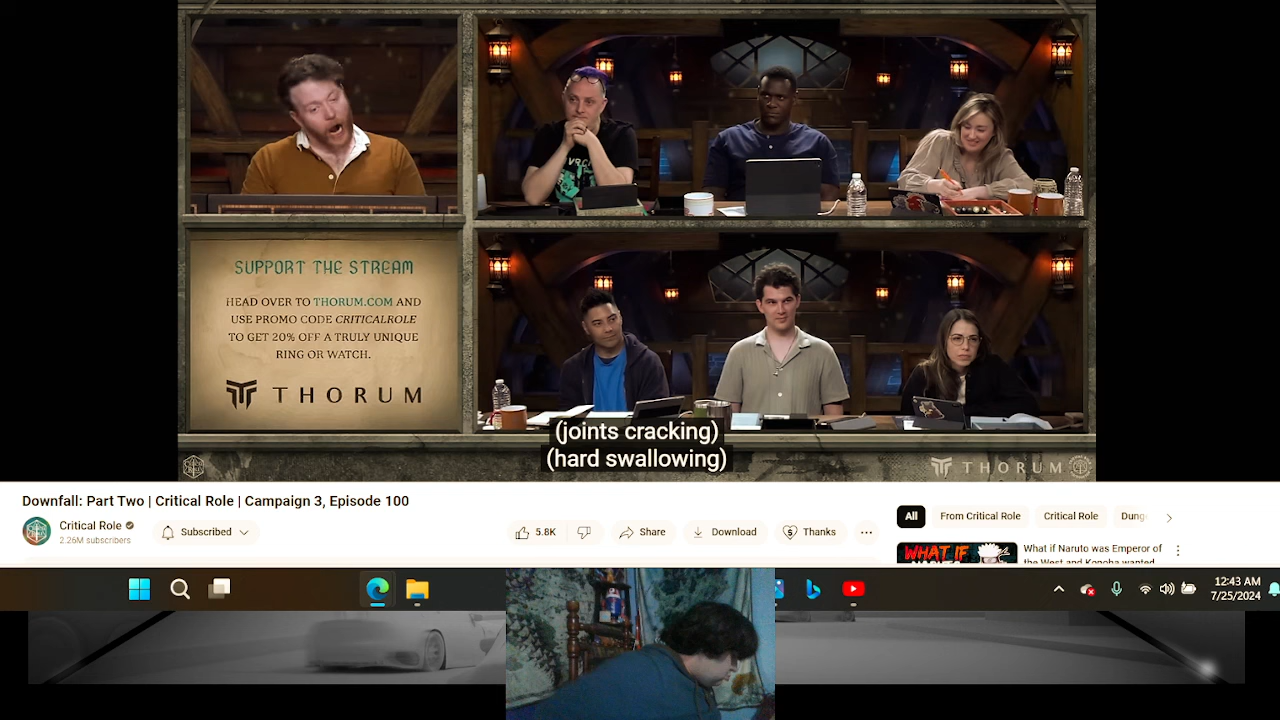 SUPPORT THE STREAM
HEAD OVER TO THORUM.COM AND
USE PROMO CODE CRITICALROLE
TO GET 20% OFF A TRULY UNIQUE
RING OR WATCH.
THORUM
(joints cracking)
(hard swallowing)
THORUM
Downfall: Part Two | Critical Role | Campaign 3, Episode 100
Critical Role
2.26M subscribers
Subscribed
5.8K
Share
Download
Thanks
All
From Critical Role
Critical Role
Dung
WHAT IF
What if Naruto was Emperor of
the West and Konoha wanted
12:43 AM
7/25/2024